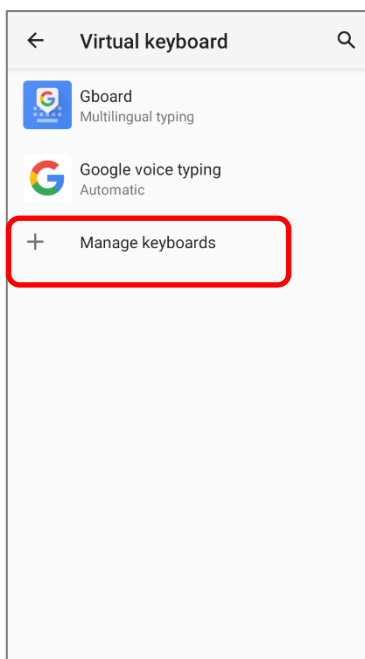 Virtual keyboard
Gboard
Multilingual typing
Google voice typing
Automatic
Manage keyboards